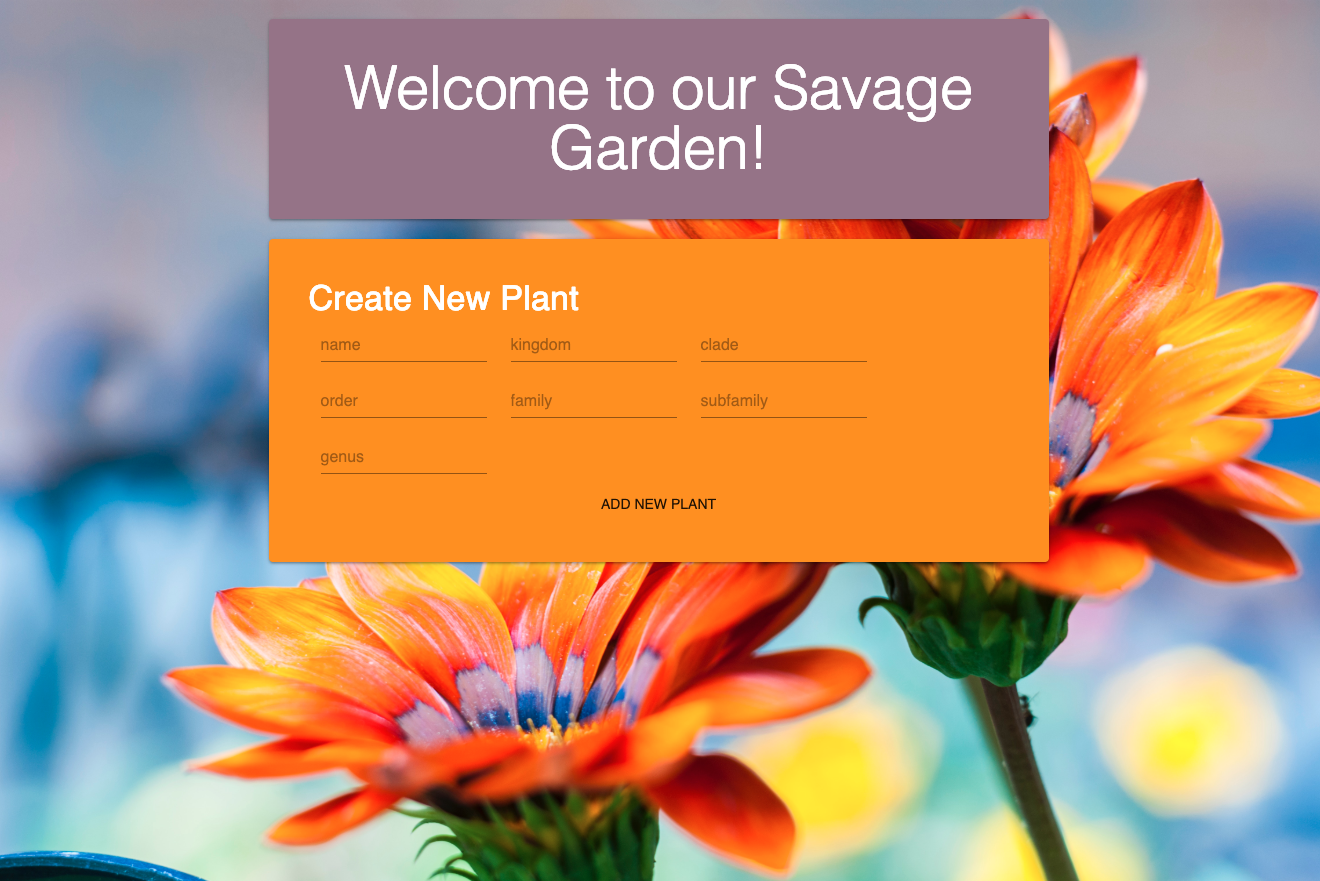 Welcome to our Savage
Garden!
Create New Plant
name kingdom clade
order family subfamily
genus
ADD NEW PLANT